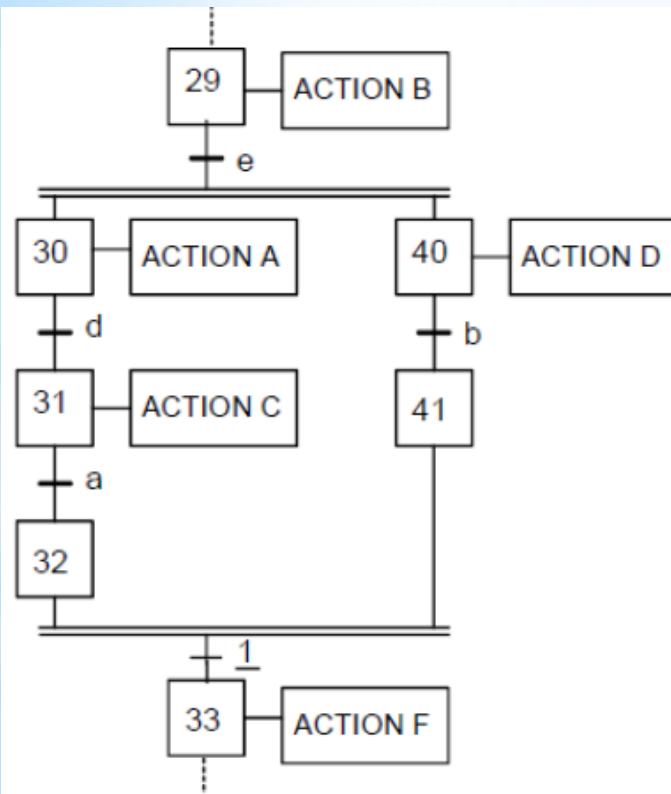 29 ACTION B
e
30 ACTION A 40 ACTION D
d b
31 ACTION C 41
a
32
1
33 ACTION F